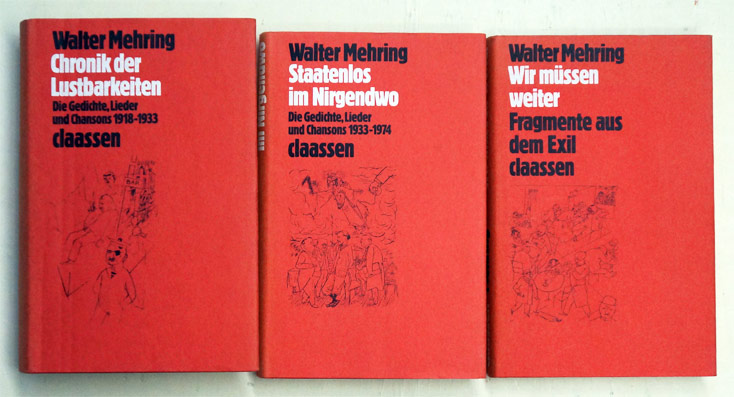 Walter Mehring
Chronik der
Lustbarkeiten
Die Gedichte, Lieder
und Chansons 1918-1933
claassen
Walter Mehring
Staatenlos
im Nirgendwo
Die Gedichte, Lieder
und Chansons 1933-1974
claassen
Walter Mehring
Wir müssen
weiter
Fragmente aus
dem Exil
claassen